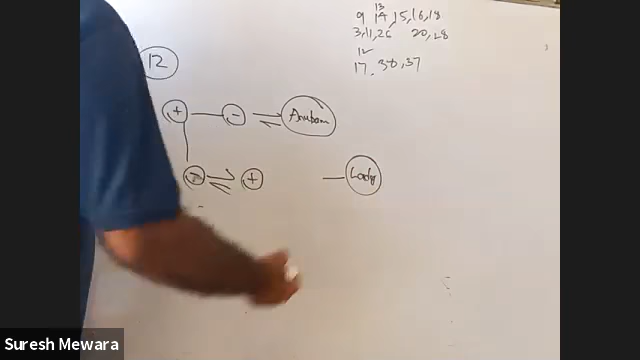 13
9 14, 15, 16, 18
3, 11, 26 20, 28
12
17, 30, 37
12
+ - ⇌ Anupam
- ⇌ + - Lady
-
Suresh Mewara